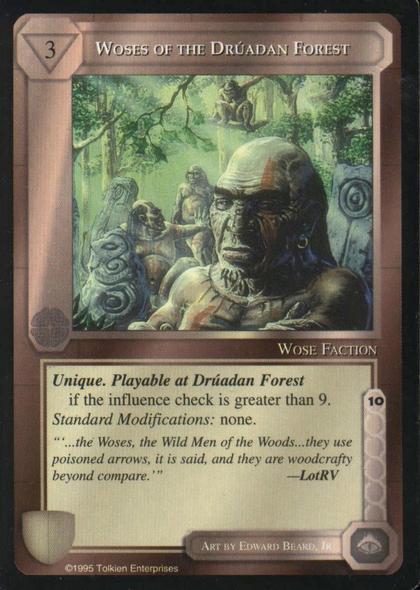 3
WOSES OF THE DRÚADAN FOREST
WOSE FACTION
Unique. Playable at Drúadan Forest
if the influence check is greater than 9.
Standard Modifications: none.
10
“‘...the Woses, the Wild Men of the Woods...they use
poisoned arrows, it is said, and they are woodcrafty
beyond compare.’” —LotRV
ART BY EDWARD BEARD, JR
©1995 Tolkien Enterprises